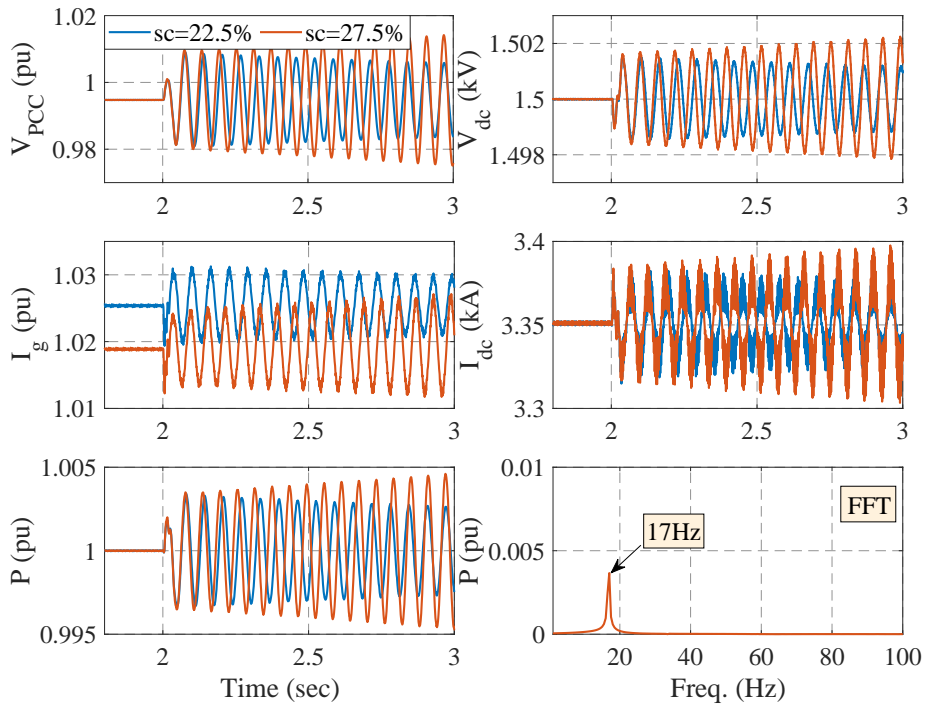 sc=22.5% sc=27.5%
V_PCC (pu)
1.02
1
0.98
2 2.5 3
V_dc (kV)
1.502
1.5
1.498
2 2.5 3
I_g (pu)
1.03
1.02
1.01
2 2.5 3
I_dc (kA)
3.4
3.35
3.3
2 2.5 3
P (pu)
1.005
1
0.995
2 2.5 3
Time (sec)
P (pu)
0.01
0.005
0
FFT
17Hz
20 40 60 80 100
Freq. (Hz)